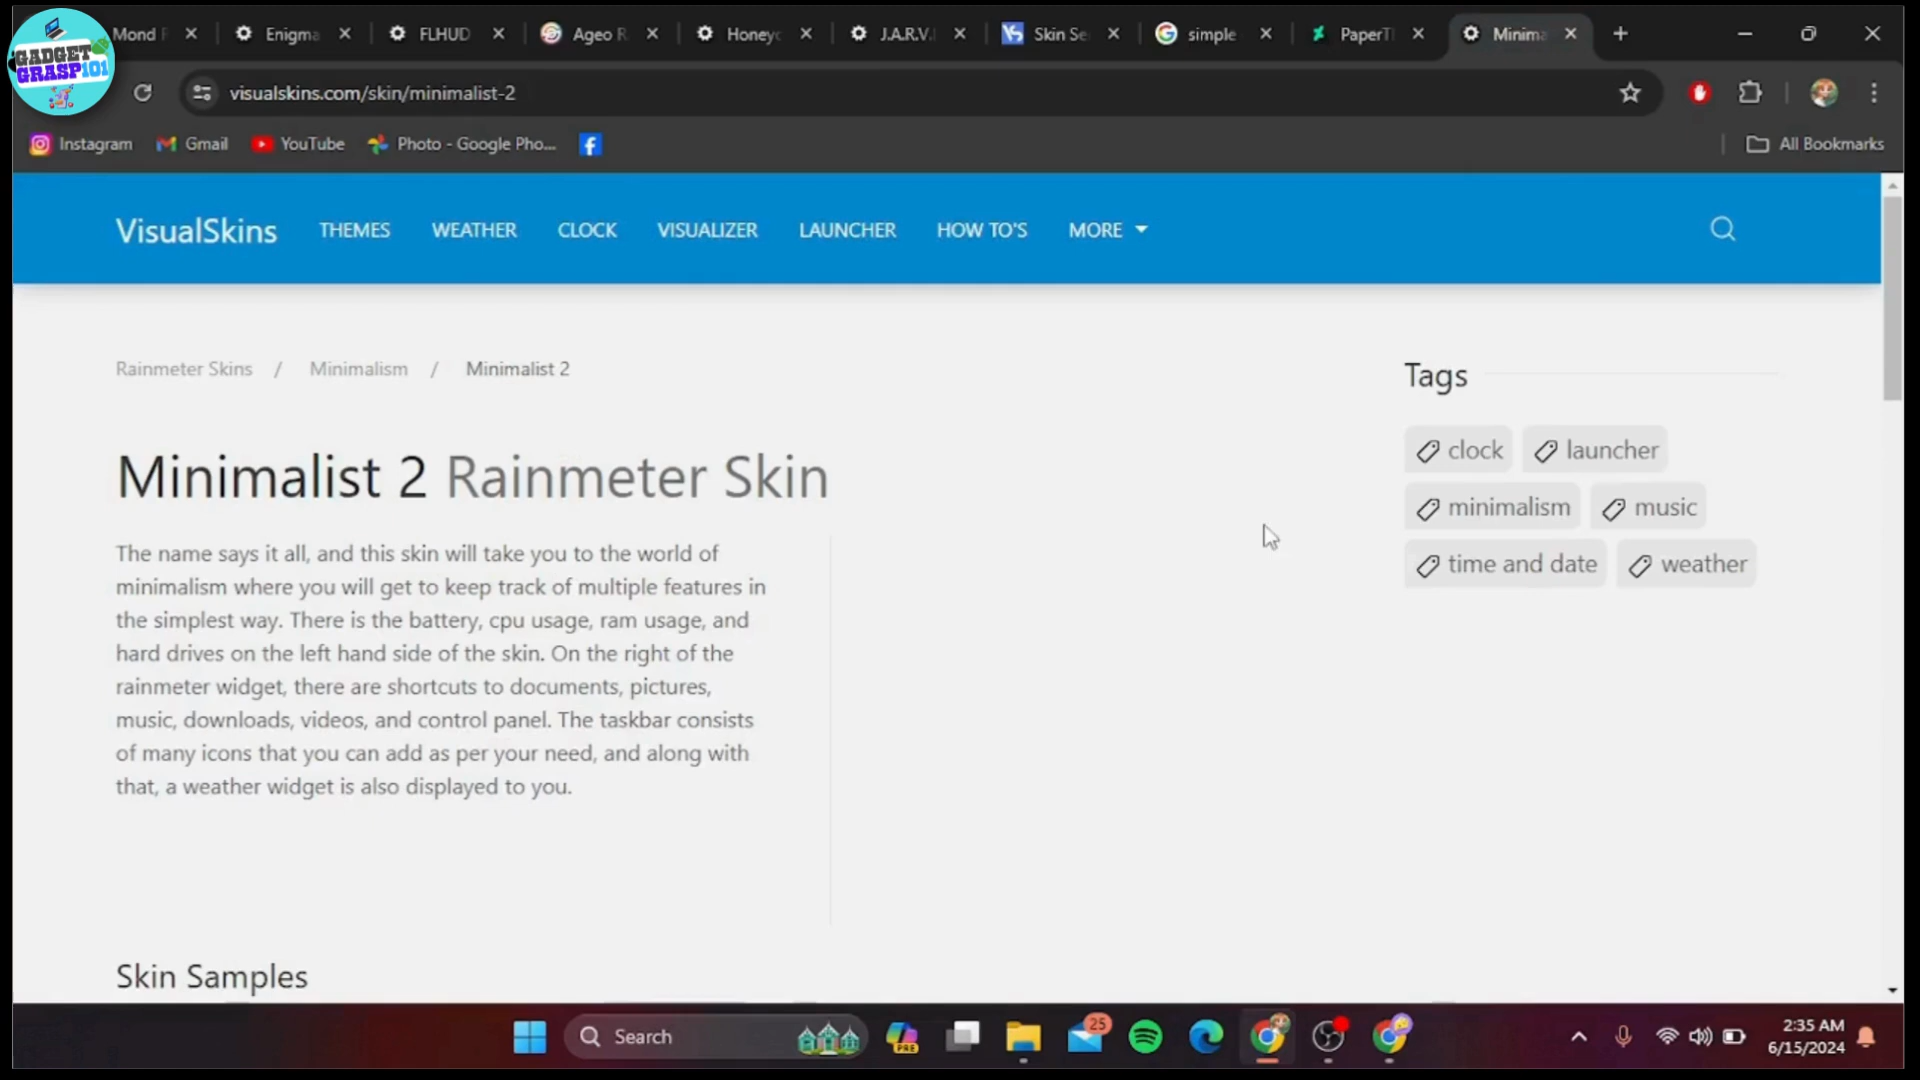 GADGET
GRASP101
Mond
Enigma
FLHUD
Ageo R
Honeyc
J.A.R.V.
Skin Se
simple
PaperT
Minima
visualskins.com/skin/minimalist-2
Instagram
Gmail
YouTube
Photo - Google Pho...
All Bookmarks
VisualSkins
THEMES
WEATHER
CLOCK
VISUALIZER
LAUNCHER
HOW TO'S
MORE
Rainmeter Skins / Minimalism / Minimalist 2
Tags
clock
launcher
minimalism
music
time and date
weather
Minimalist 2 Rainmeter Skin
The name says it all, and this skin will take you to the world of
minimalism where you will get to keep track of multiple features in
the simplest way. There is the battery, cpu usage, ram usage, and
hard drives on the left hand side of the skin. On the right of the
rainmeter widget, there are shortcuts to documents, pictures,
music, downloads, videos, and control panel. The taskbar consists
of many icons that you can add as per your need, and along with
that, a weather widget is also displayed to you.
Skin Samples
Search
PRE
25
2:35 AM
6/15/2024